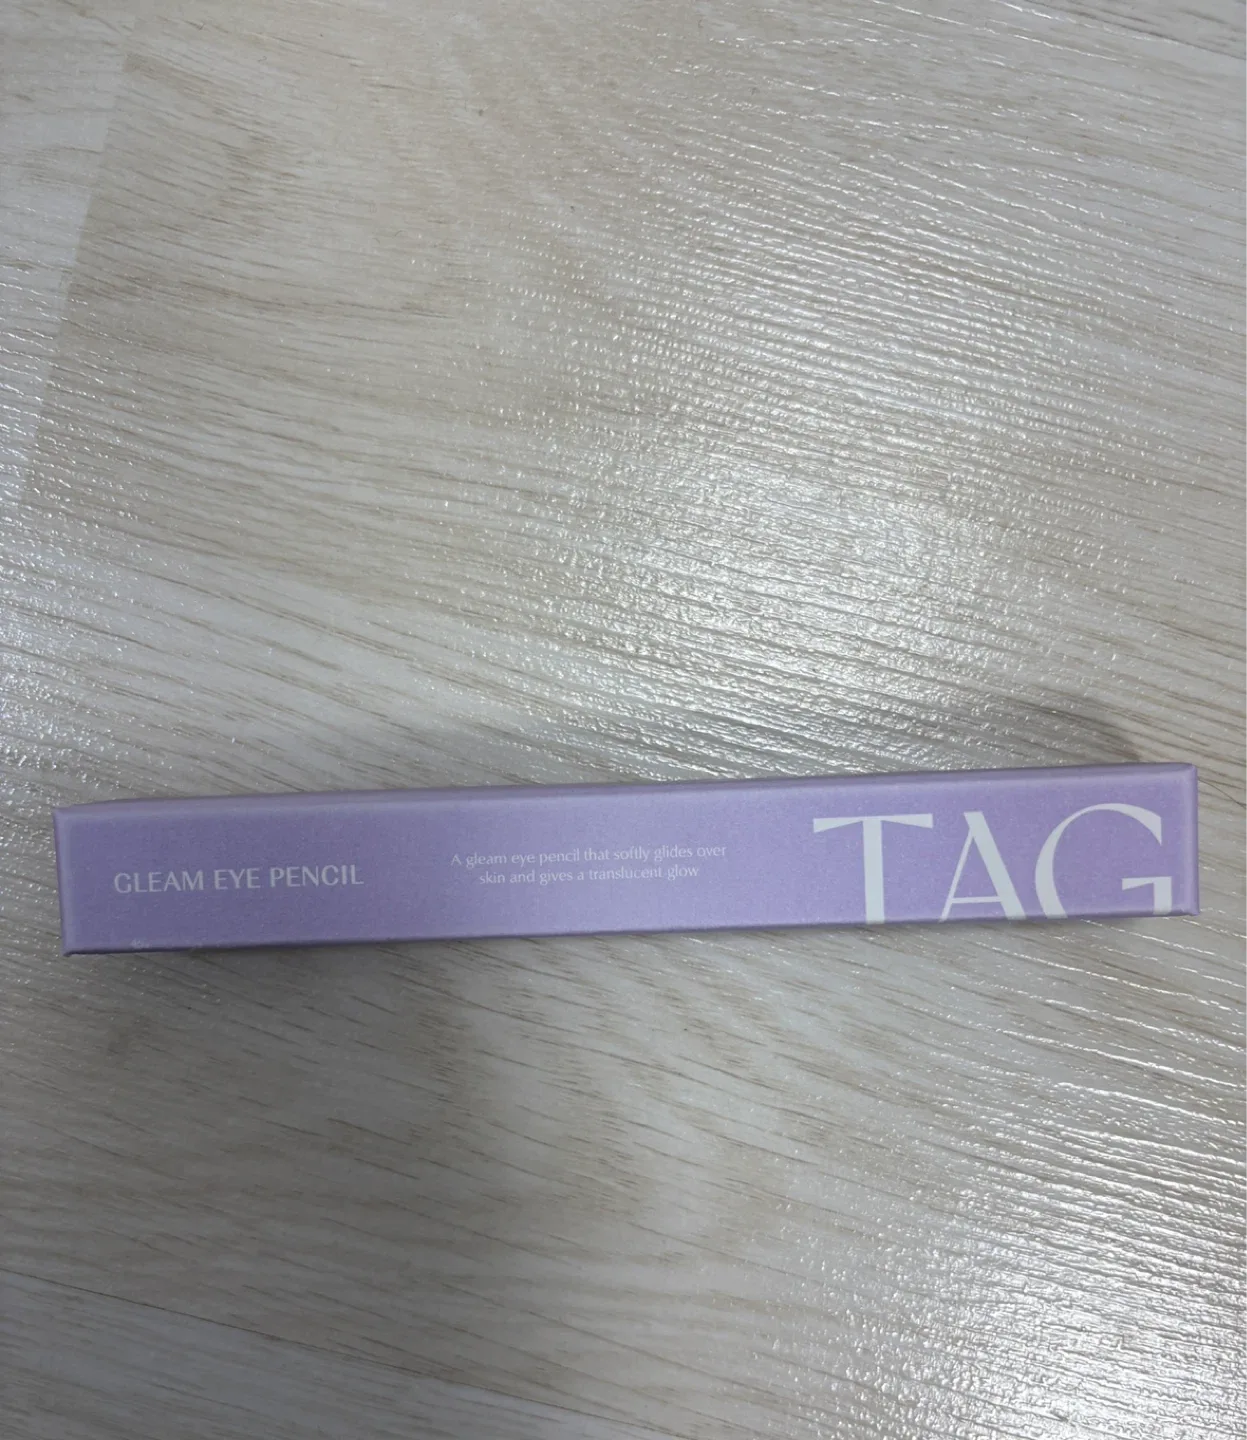 GLEAM EYE PENCIL
A gleam eye pencil that softly glides over
skin and gives a translucent glow
TAG